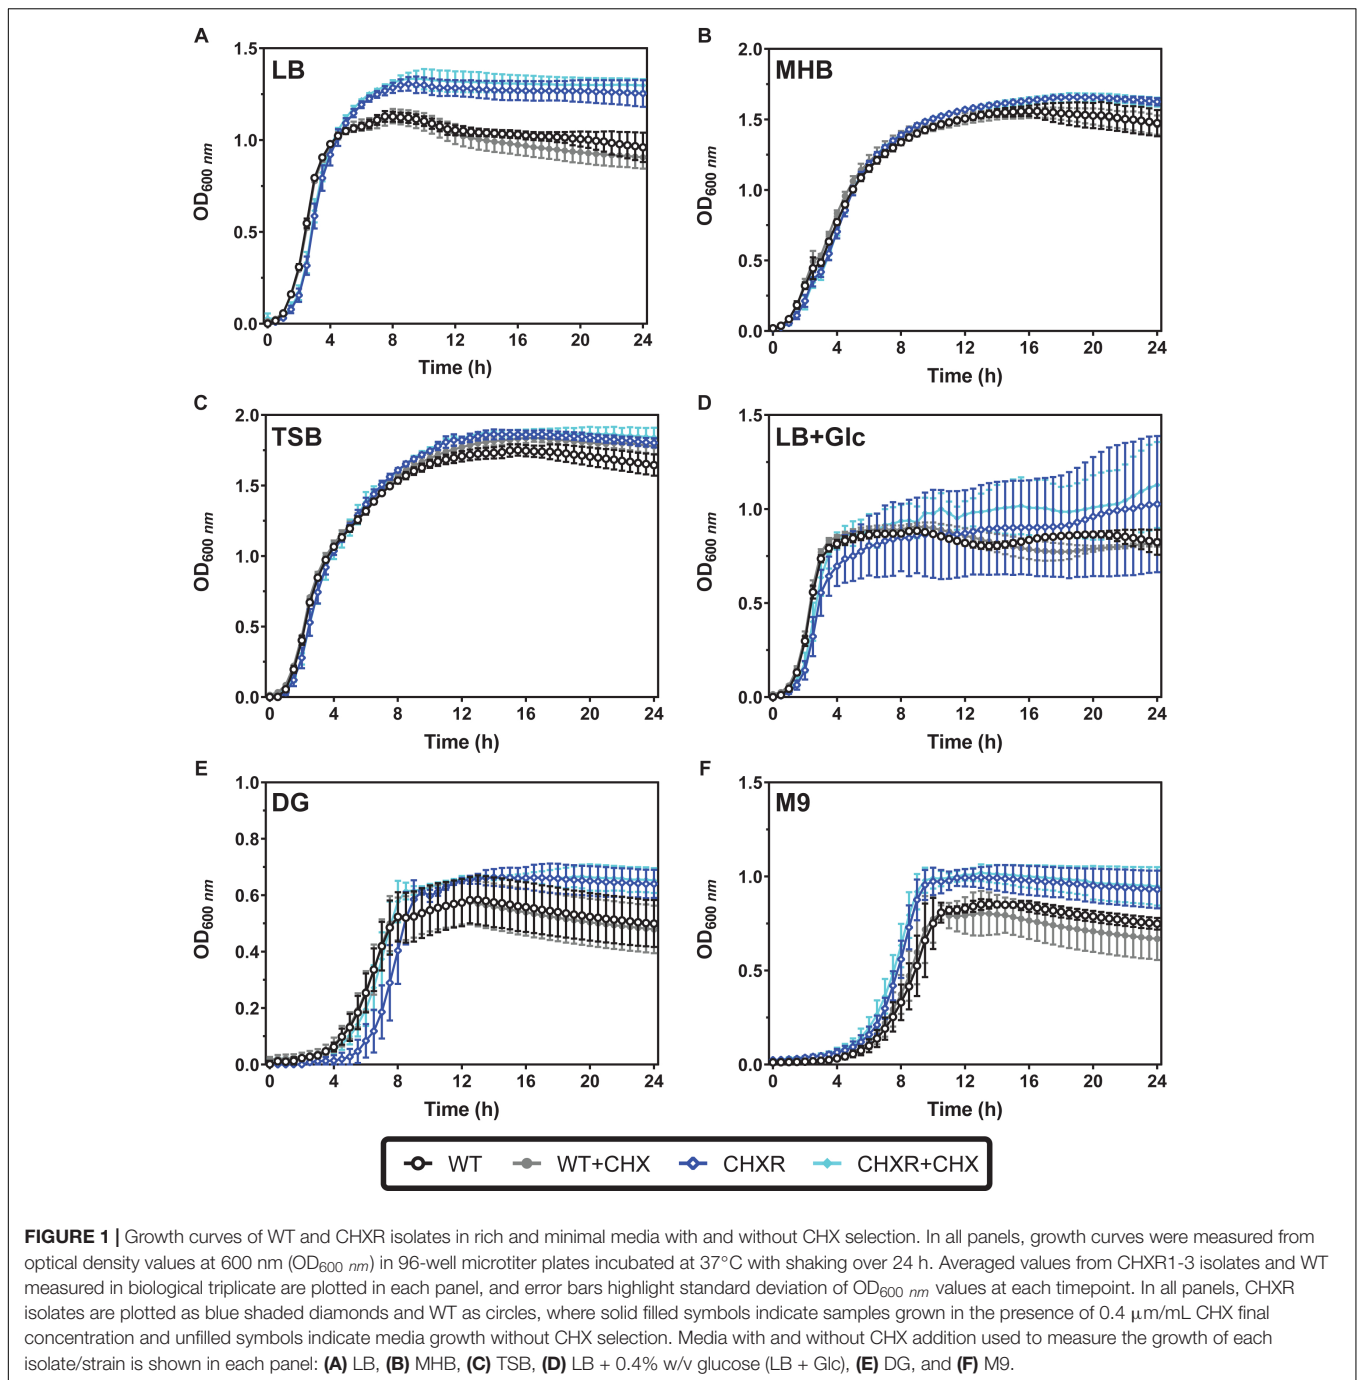 A
LB
1.5
1.0
0.5
0.0
OD600 nm
0 4 8 12 16 20 24
Time (h)
B
MHB
2.0
1.5
1.0
0.5
0.0
OD600 nm
0 4 8 12 16 20 24
Time (h)
C
TSB
2.0
1.5
1.0
0.5
0.0
OD600 nm
0 4 8 12 16 20 24
Time (h)
D
LB+Glc
1.5
1.0
0.5
0.0
OD600 nm
0 4 8 12 16 20 24
Time (h)
E
DG
1.0
0.8
0.6
0.4
0.2
0.0
OD600 nm
0 4 8 12 16 20 24
Time (h)
F
M9
1.5
1.0
0.5
0.0
OD600 nm
0 4 8 12 16 20 24
Time (h)
WT WT+CHX CHXR CHXR+CHX
FIGURE 1 | Growth curves of WT and CHXR isolates in rich and minimal media with and without CHX selection. In all panels, growth curves were measured from
optical density values at 600 nm (OD600 nm) in 96-well microtiter plates incubated at 37°C with shaking over 24 h. Averaged values from CHXR1-3 isolates and WT
measured in biological triplicate are plotted in each panel, and error bars highlight standard deviation of OD600 nm values at each timepoint. In all panels, CHXR
isolates are plotted as blue shaded diamonds and WT as circles, where solid filled symbols indicate samples grown in the presence of 0.4 μm/mL CHX final
concentration and unfilled symbols indicate media growth without CHX selection. Media with and without CHX addition used to measure the growth of each
isolate/strain is shown in each panel: (A) LB, (B) MHB, (C) TSB, (D) LB + 0.4% w/v glucose (LB + Glc), (E) DG, and (F) M9.